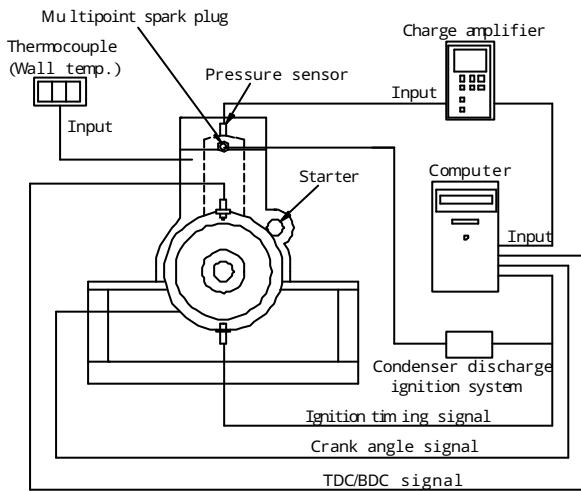 Multipoint spark plug
Charge amplifier
Thermocouple
(Wall temp.)
Pressure sensor
Input
Input
Computer
Starter
Input
Condenser discharge
ignition system
Ignition timing signal
Crank angle signal
TDC/BDC signal